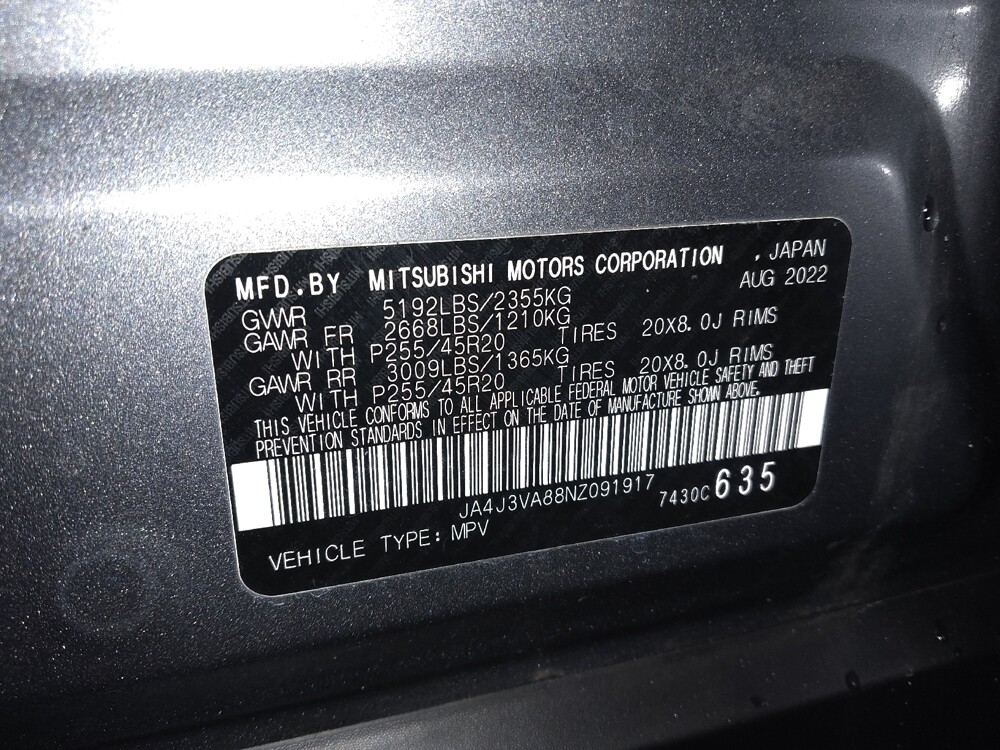 MFD.BY MITSUBISHI MOTORS CORPORATION , JAPAN
AUG 2022
GVWR 5192LBS/2355KG
GAWR FR 2668LBS/1210KG
WITH P255/45R20 TIRES 20X8.0J RIMS
GAWR RR 3009LBS/1365KG
WITH P255/45R20 TIRES 20X8.0J RIMS
THIS VEHICLE CONFORMS TO ALL APPLICABLE FEDERAL MOTOR VEHICLE SAFETY AND THEFT
PREVENTION STANDARDS IN EFFECT ON THE DATE OF MANUFACTURE SHOWN ABOVE.
JA4J3VA88NZ091917 7430C 635
VEHICLE TYPE: MPV